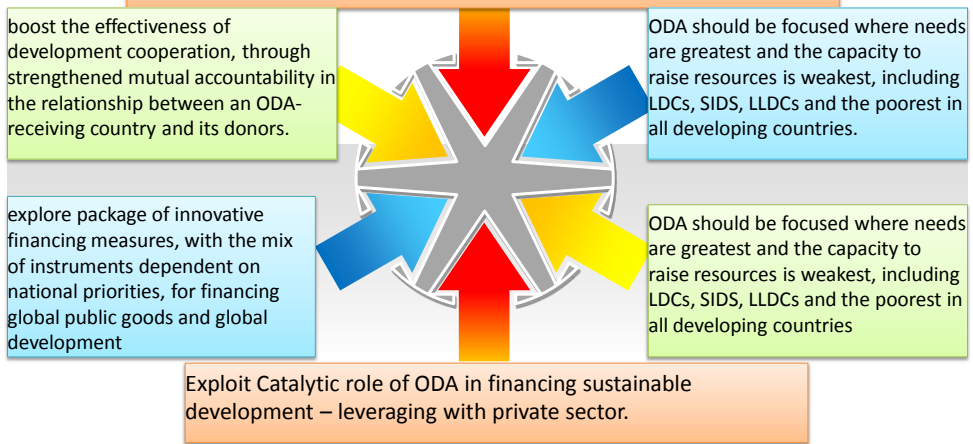 boost the effectiveness of
development cooperation, through
strengthened mutual accountability in
the relationship between an ODA-
receiving country and its donors.
ODA should be focused where needs
are greatest and the capacity to
raise resources is weakest, including
LDCs, SIDS, LLDCs and the poorest in
all developing countries.
explore package of innovative
financing measures, with the mix
of instruments dependent on
national priorities, for financing
global public goods and global
development
ODA should be focused where needs
are greatest and the capacity to
raise resources is weakest, including
LDCs, SIDS, LLDCs and the poorest in
all developing countries
Exploit Catalytic role of ODA in financing sustainable
development – leveraging with private sector.